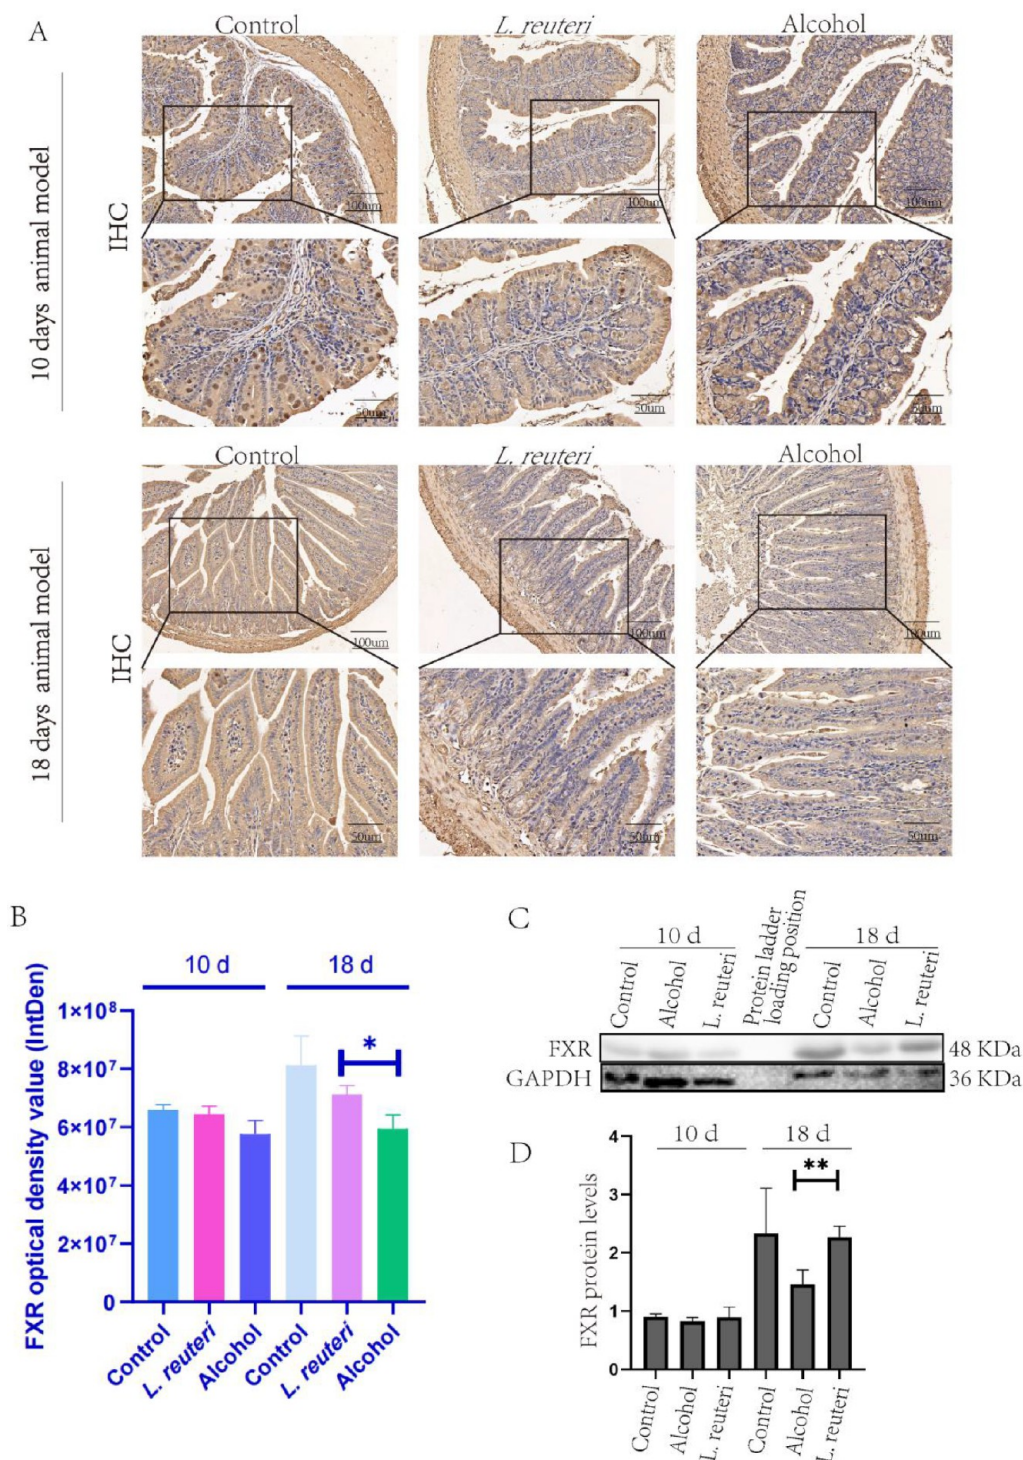 A
Control
L. reuteri
Alcohol
10 days animal model
IHC
100um
100um
100um
50um
50um
50um
Control
L. reuteri
Alcohol
18 days animal model
IHC
100um
100um
100um
50um
50um
50um
B
10 d
18 d
FXR optical density value (IntDen)
1×10⁸
8×10⁷
6×10⁷
4×10⁷
2×10⁷
0
*
Control
L. reuteri
Alcohol
Control
L. reuteri
Alcohol
C
10 d
18 d
Control
Alcohol
L. reuteri
Protein ladder
loading position
Control
Alcohol
L. reuteri
FXR
48 KDa
GAPDH
36 KDa
D
10 d
18 d
FXR protein levels
4
3
2
1
0
**
Control
Alcohol
L. reuteri
Control
Alcohol
L. reuteri